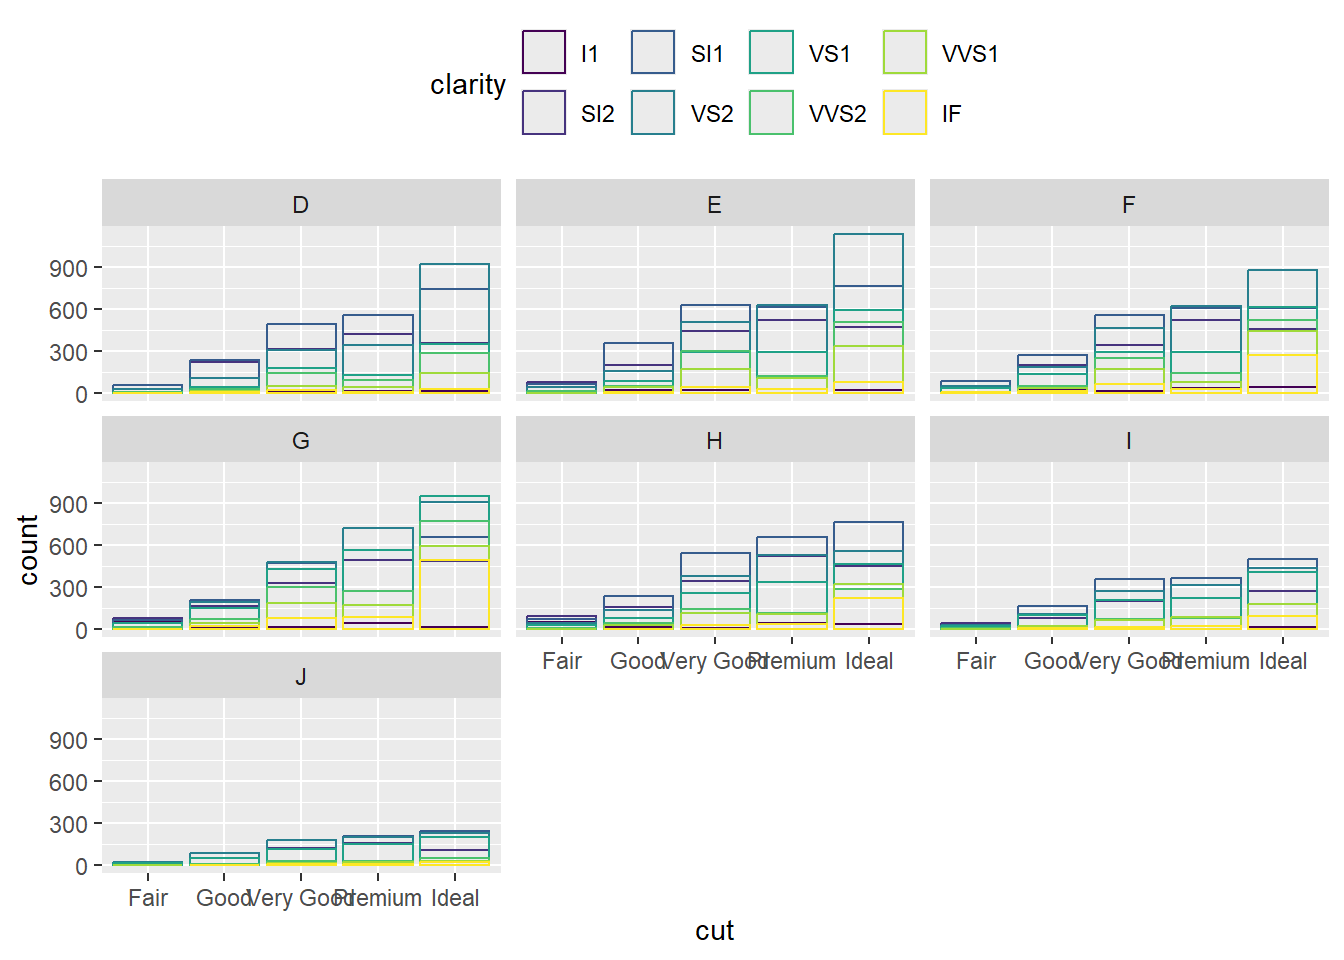 clarity
I1 SI1 VS1 VVS1
SI2 VS2 VVS2 IF
D E F
900
600
300
0
G H I
900
600
300
0
Fair Good Very Good Premium Ideal Fair Good Very Good Premium Ideal
J
900
600
300
0
Fair Good Very Good Premium Ideal
count
cut